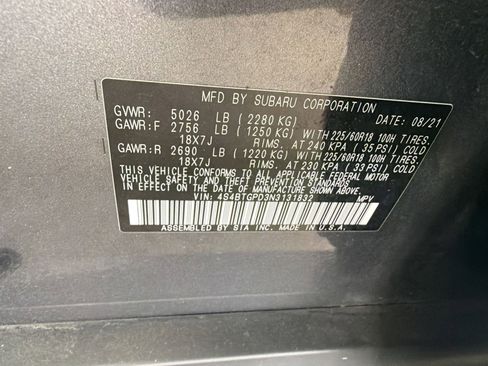 MFD BY SUBARU CORPORATION
GVWR: 5026 LB (2280 KG) DATE: 08/21
GAWR:F 2756 LB (1250 KG) WITH 225/60R18 100H TIRES,
18X7J RIMS, AT 240 KPA (35 PSI) COLD
GAWR:R 2690 LB (1220 KG) WITH 225/60R18 100H TIRES,
18X7J RIMS, AT 230 KPA (33 PSI) COLD
THIS VEHICLE CONFORMS TO ALL APPLICABLE
FEDERAL MOTOR VEHICLE SAFETY, BUMPER, AND
THEFT PREVENTION STANDARDS IN EFFECT ON THE
DATE OF MANUFACTURE SHOWN ABOVE.
VIN: 4S4BTGPD3N3131832 MPV
ASSEMBLED BY SIA INC. MADE IN U.S.A.